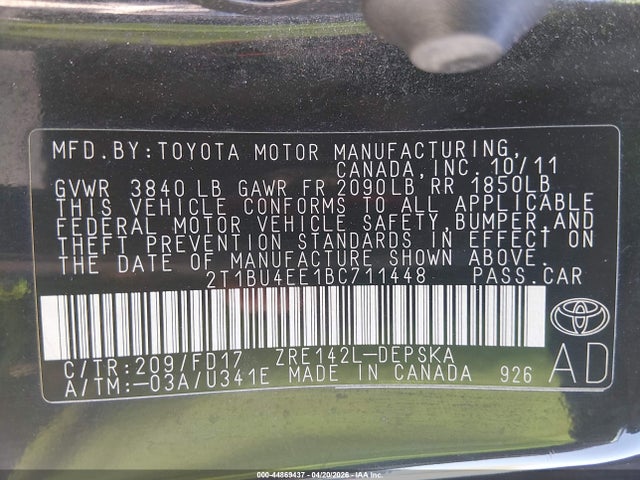 MFD.BY:TOYOTA MOTOR MANUFACTURING,
CANADA,INC. 10/11
GVWR 3840 LB GAWR FR 2090LB RR 1850LB
THIS VEHICLE CONFORMS TO ALL APPLICABLE
FEDERAL MOTOR VEHICLE SAFETY,BUMPER,AND
THEFT PREVENTION STANDARDS IN EFFECT ON
THE DATE OF MANUFACTURE SHOWN ABOVE.
2T1BU4EE1BC711448 PASS.CAR
C/TR:209/FD17 ZRE142L-DEPSKA
A/TM:-03A/U341E MADE IN CANADA 926
AD
000-44869437 - 04/20/2026 - IAA Inc.